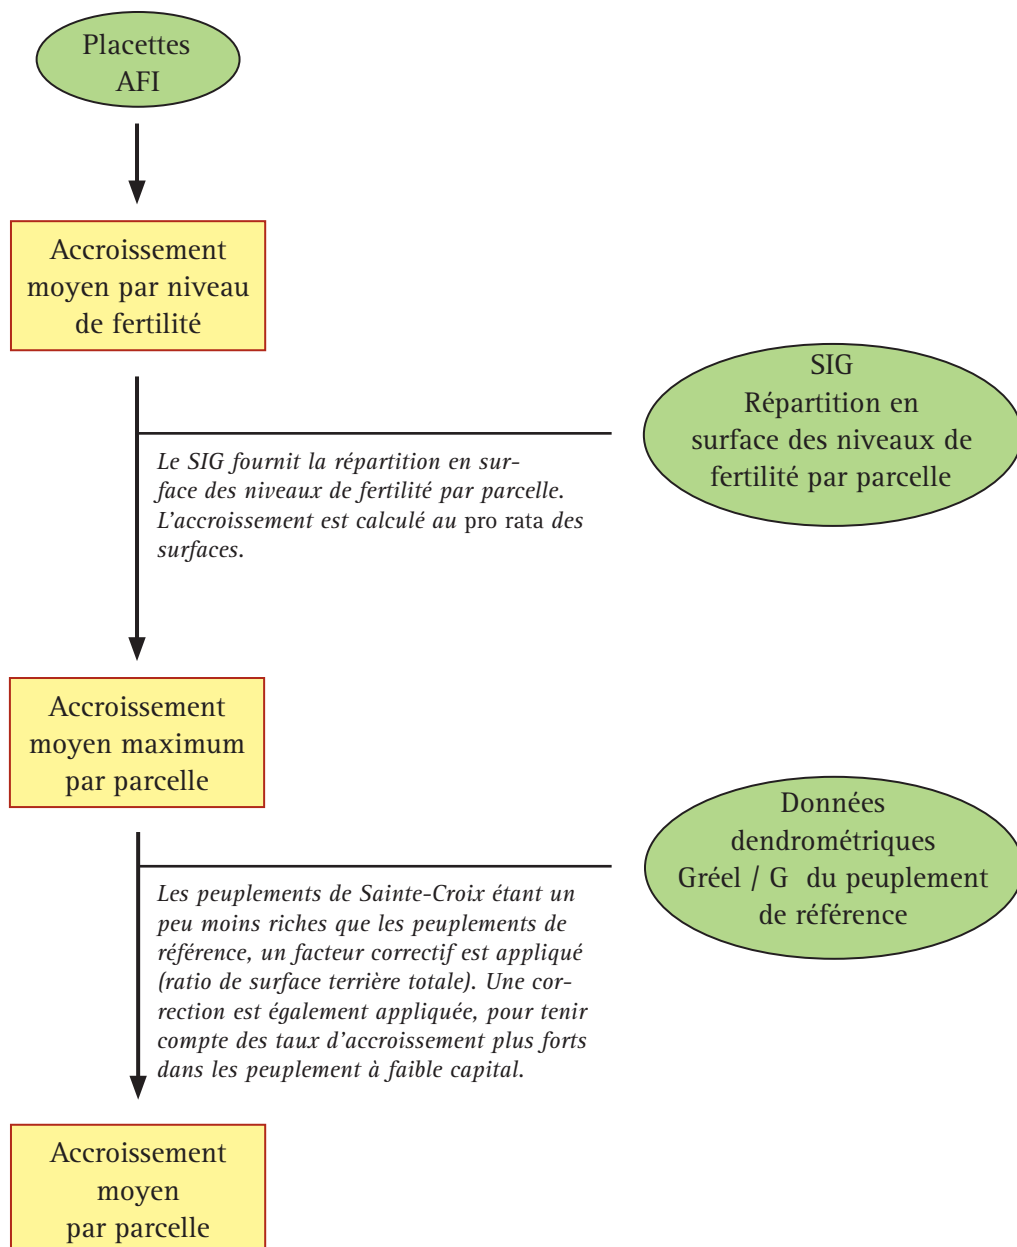 Placettes
AFI
Accroissement
moyen par niveau
de fertilité
SIG
Répartition en
surface des niveaux de
fertilité par parcelle
Le SIG fournit la répartition en sur-
face des niveaux de fertilité par parcelle.
L'accroissement est calculé au pro rata des
surfaces.
Accroissement
moyen maximum
par parcelle
Données
dendrométriques
Gréel / G du peuplement
de référence
Les peuplements de Sainte-Croix étant un
peu moins riches que les peuplements de
référence, un facteur correctif est appliqué
(ratio de surface terrière totale). Une cor-
rection est également appliquée, pour tenir
compte des taux d'accroissement plus forts
dans les peuplement à faible capital.
Accroissement
moyen
par parcelle